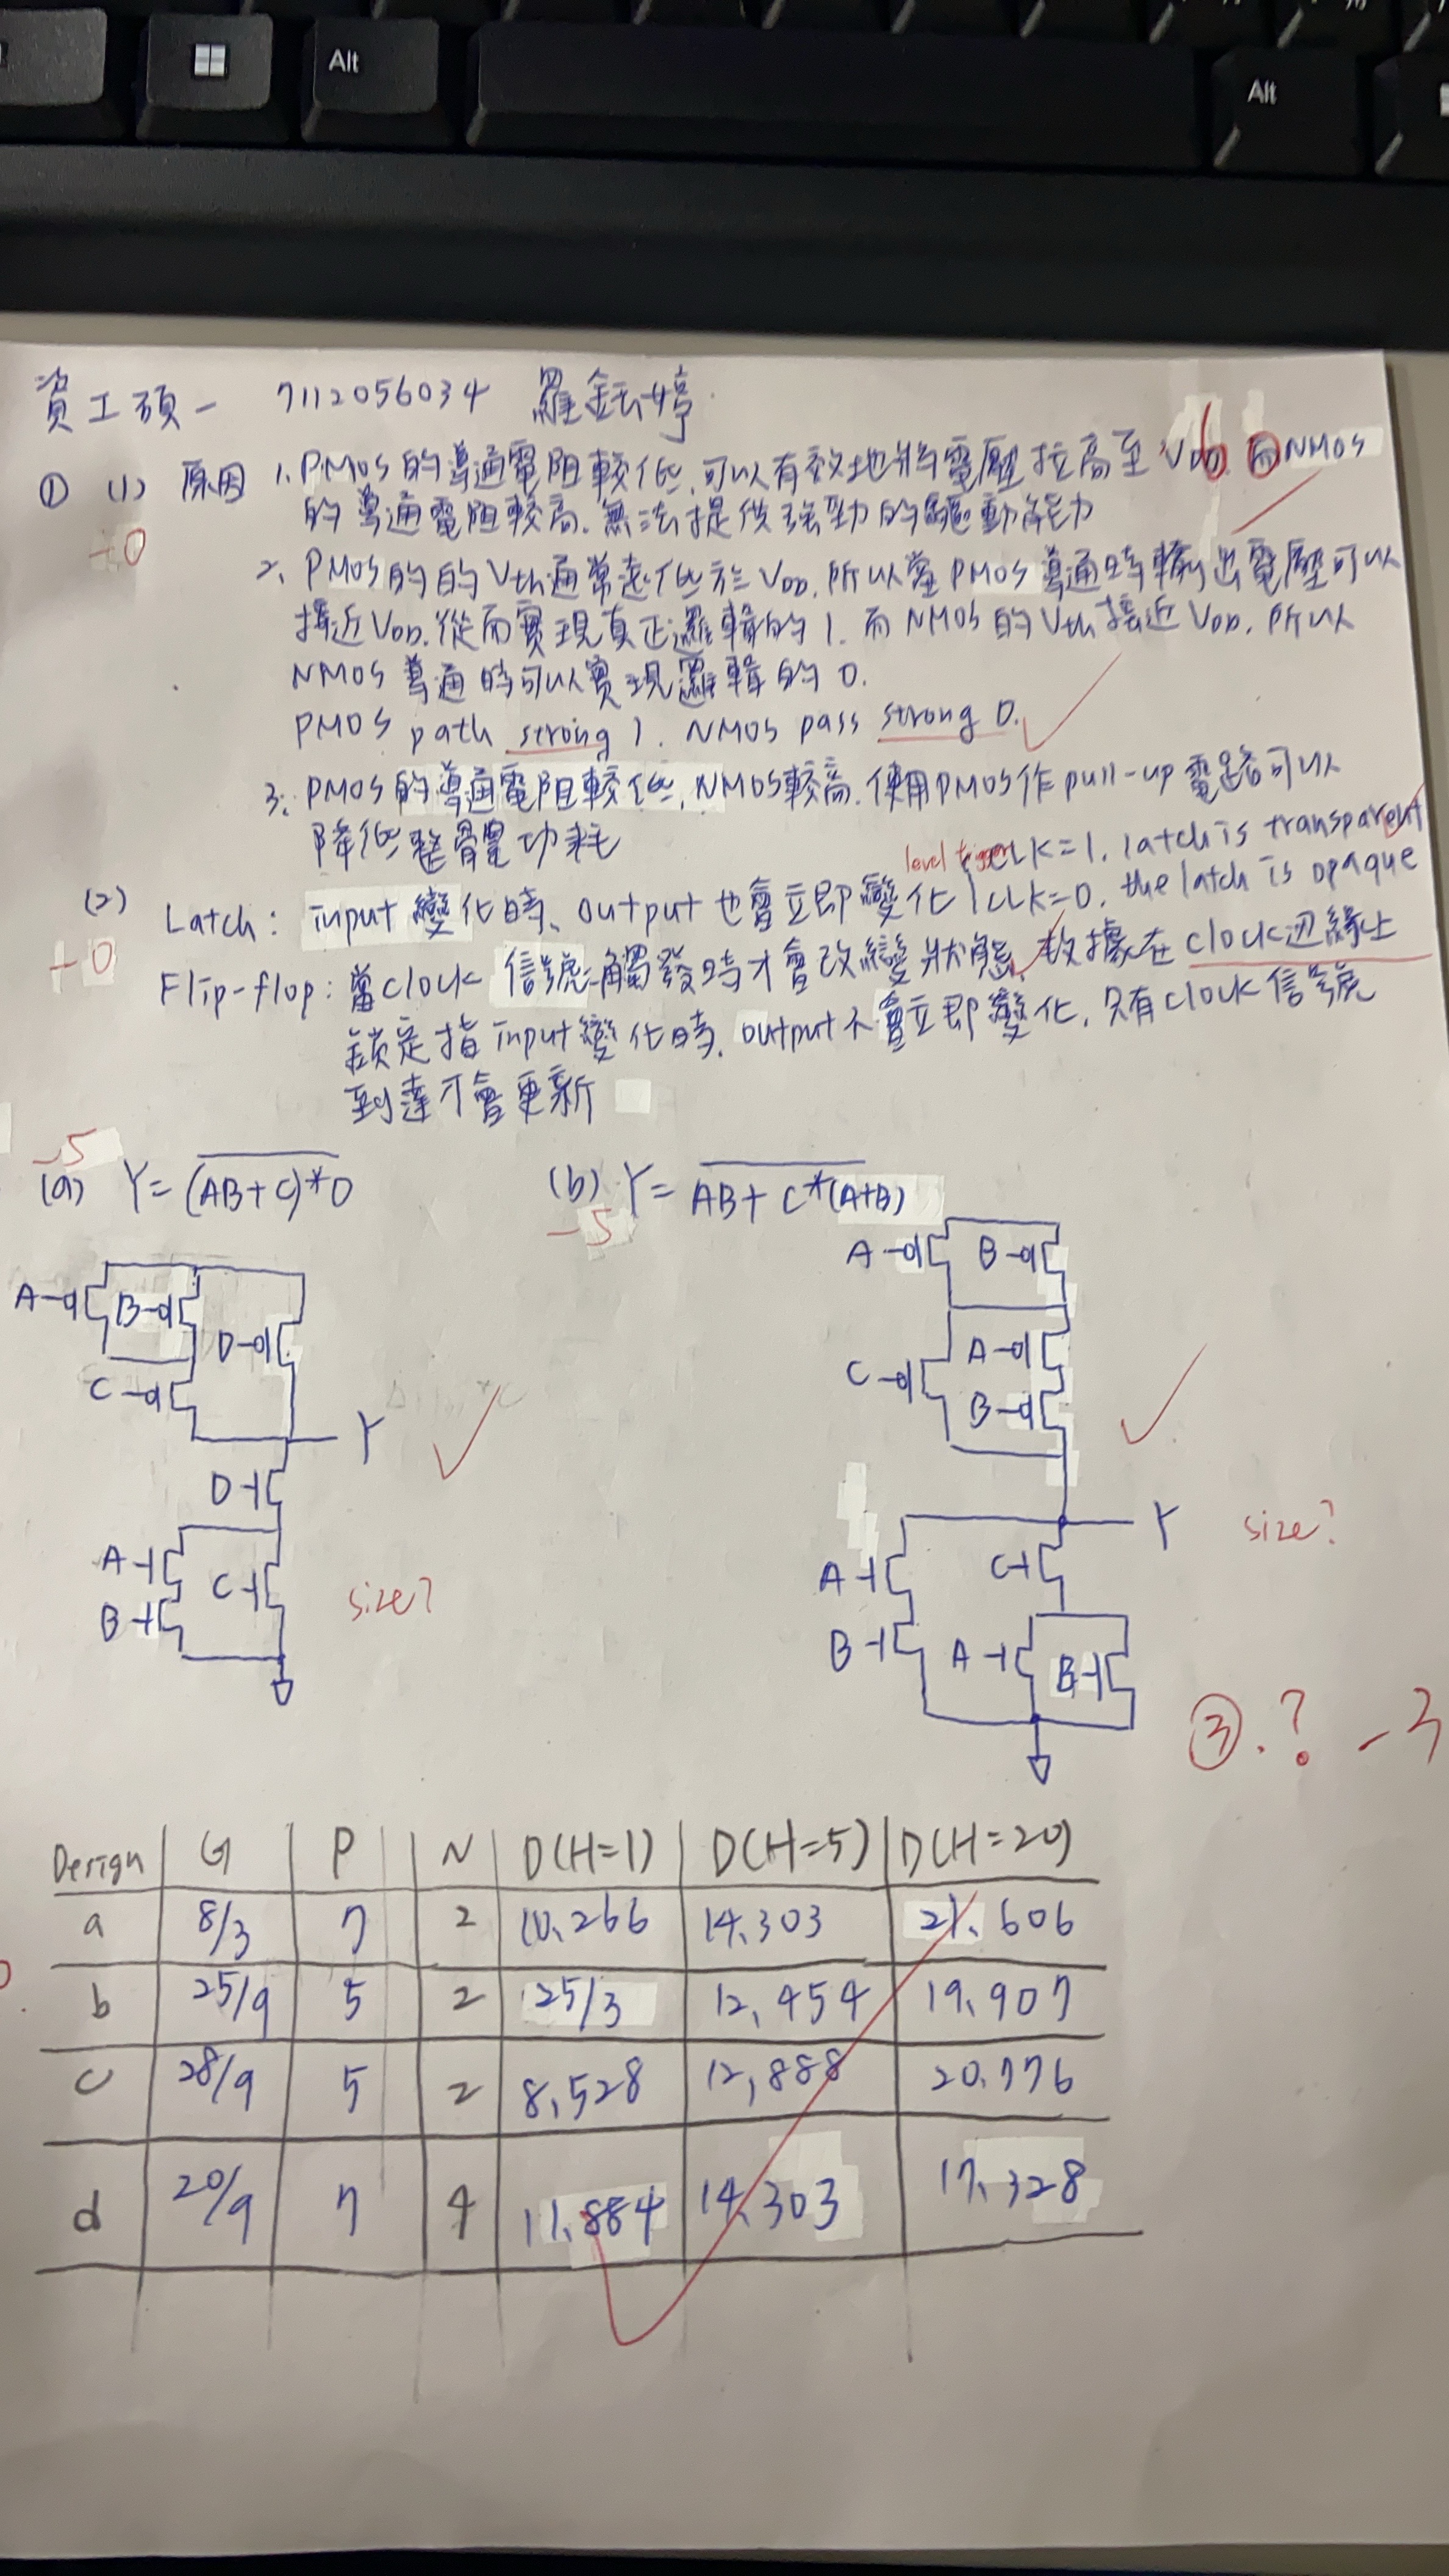 Alt
Alt
資工碩一 7112056034 羅鈺婷
① (1) 原因 1. PMOS的導通電阻較低,可以有效地將電壓拉高至VDD,而NMOS
的導通電阻較高.無法提供強勁的驅動能力
-0
2. PMOS的的Vth通常是低於VDD.所以當PMOS導通時輸出電壓可以
接近VDD.從而實現真正邏輯的1.而NMOS的Vth接近VDD.所以
NMOS導通時可以實現邏輯的0.
PMOS path strong 1. NMOS pass strong 0.
3. PMOS的導通電阻較低,NMOS較高.使用PMOS作pull-up電路可以
降低整體功耗
level CLK=1. latch is transparent
(2) Latch: input變化時、output也會立即變化 CLK=0. the latch is opaque
-0
Flip-flop: 當clock信號觸發時才會改變狀態,數據在clock边緣上
鎖定指input變化時. output不會立即變化,只有clock信號
到達才會更新
-5
(a) Y=(AB+C)*D (b) Y= AB+C*(A+B)
-5
A B A B
D A
C C B
Y
D
Y size?
A C A C
B size? B A B
③.? -3
Design G P N D(H=1) D(H=5) D(H=20)
a 8/3 7 2 10.266 14.303 21.606
b 25/9 5 2 25/3 12.454 19.907
c 28/9 5 2 8.528 12.888 20.776
d 20/9 7 4 11.884 14.303 17.328